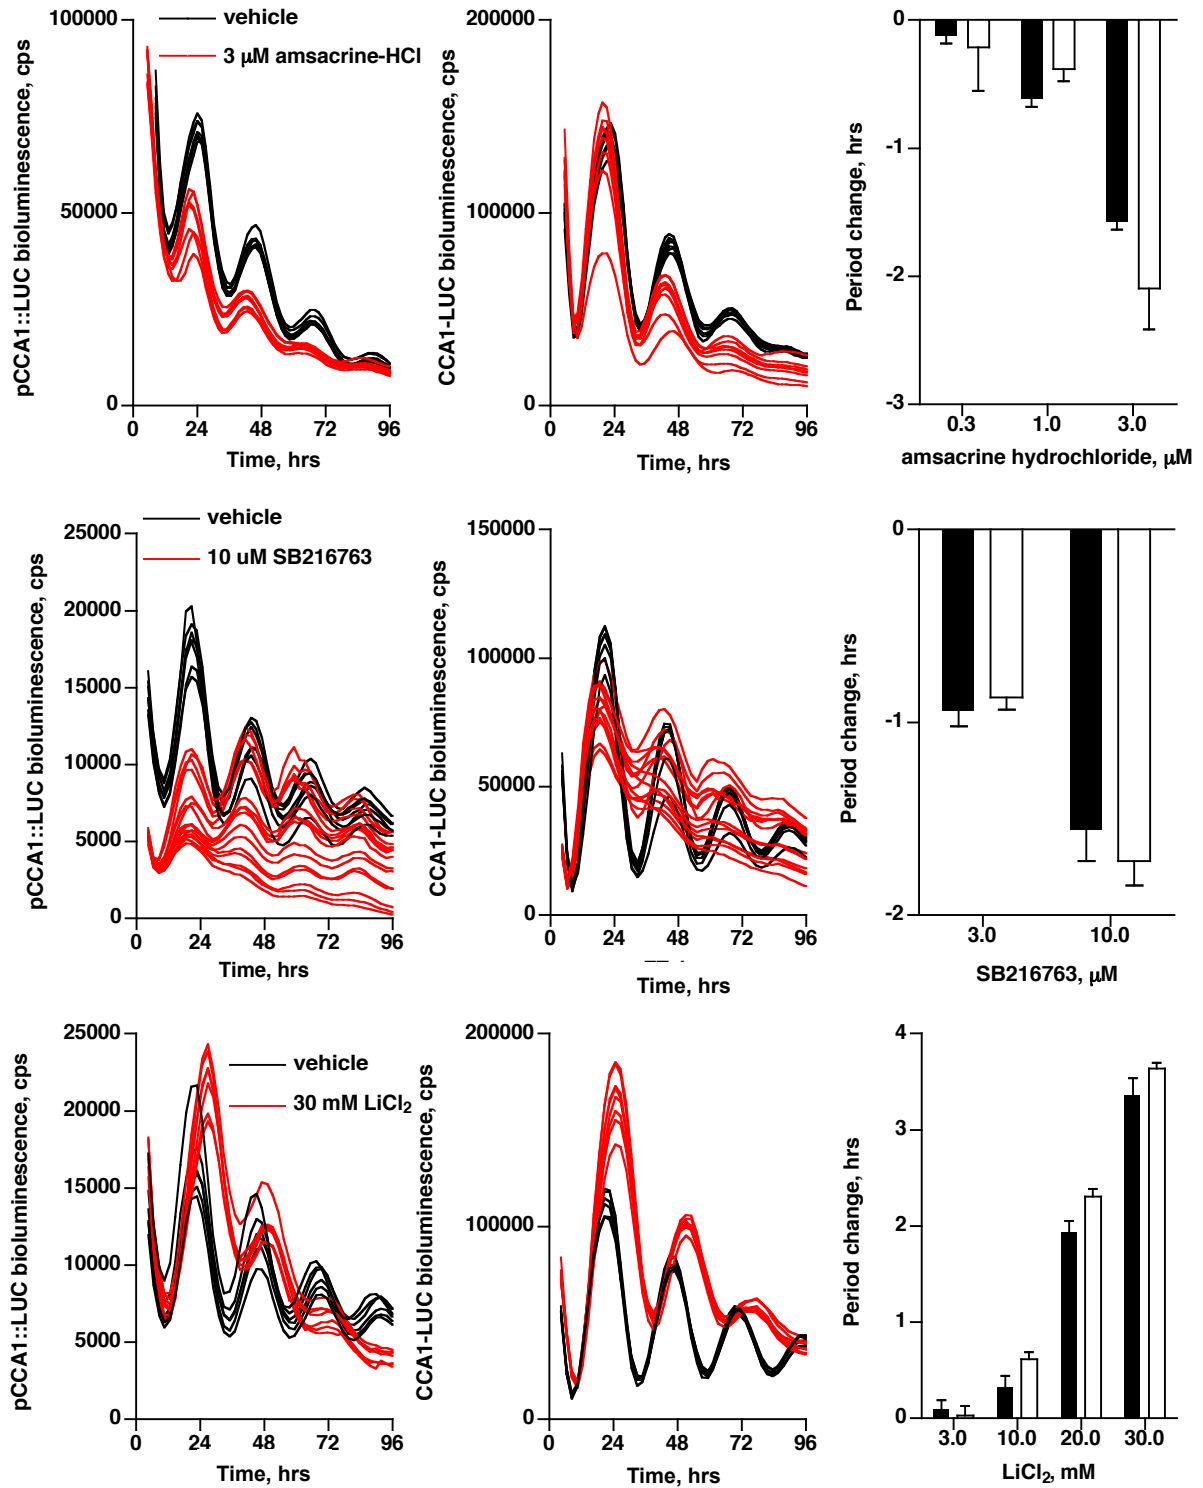 vehicle
3 μM amsacrine-HCl
pCCA1::LUC bioluminescence, cps
100000
50000
0
0 24 48 72 96
Time, hrs
CCA1-LUC bioluminescence, cps
200000
100000
0
0 24 48 72 96
Time, hrs
Period change, hrs
0
-1
-2
-3
0.3 1.0 3.0
amsacrine hydrochloride, μM
vehicle
10 uM SB216763
pCCA1::LUC bioluminescence, cps
25000
20000
15000
10000
5000
0
0 24 48 72 96
Time, hrs
CCA1-LUC bioluminescence, cps
150000
100000
50000
0
0 24 48 72 96
Time, hrs
Period change, hrs
0
-1
-2
3.0 10.0
SB216763, μM
vehicle
30 mM LiCl₂
pCCA1::LUC bioluminescence, cps
25000
20000
15000
10000
5000
0
0 24 48 72 96
Time, hrs
CCA1-LUC bioluminescence, cps
200000
100000
0
0 24 48 72 96
Time, hrs
Period change, hrs
4
3
2
1
0
3.0 10.0 20.0 30.0
LiCl₂, mM